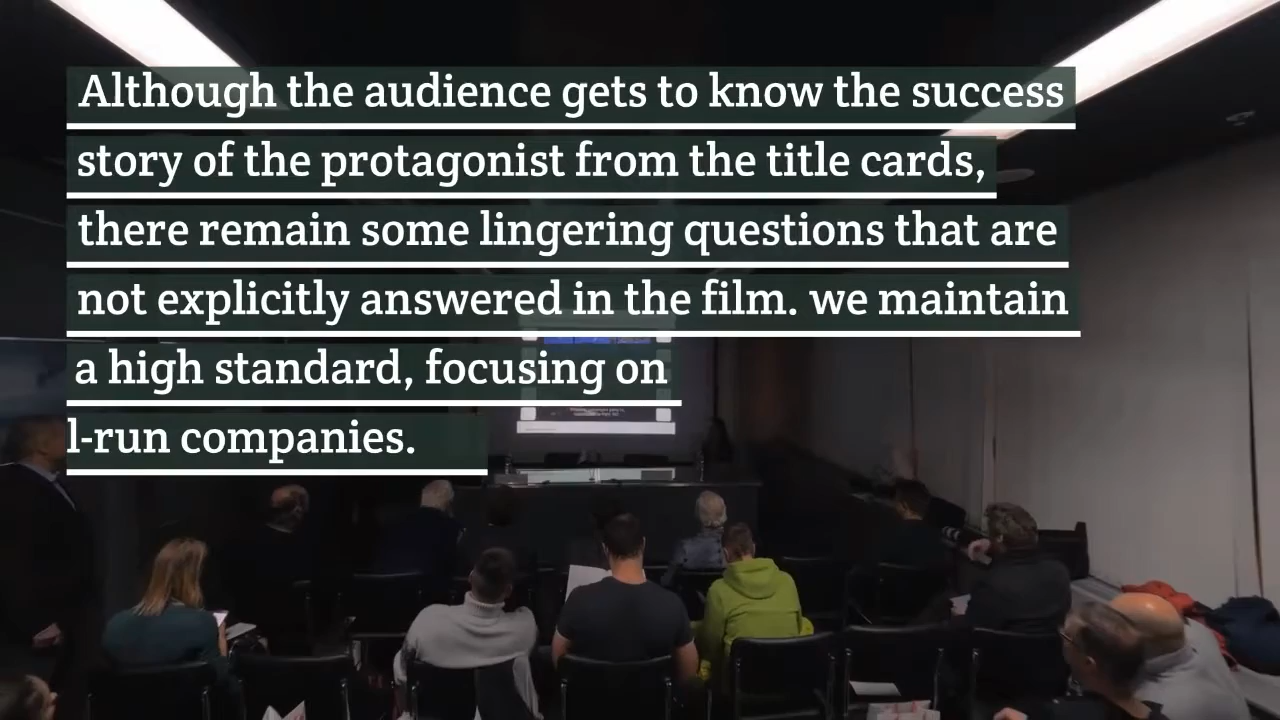 Although the audience gets to know the success
story of the protagonist from the title cards,
there remain some lingering questions that are
not explicitly answered in the film. we maintain
a high standard, focusing on
l-run companies.